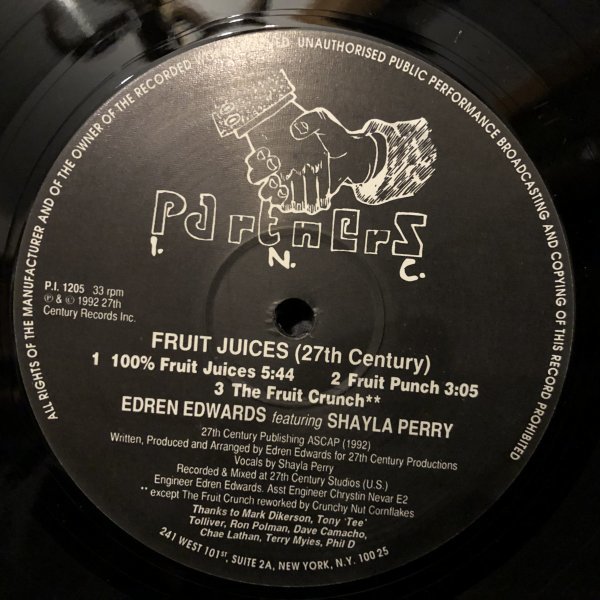 ALL RIGHTS OF THE MANUFACTURER AND OF THE OWNER OF THE RECORDED UNAUTHORISED PUBLIC PERFORMANCE BROADCASTING AND COPYING OF THIS RECORD PROHIBITED
PartnErS
I. N. C.
P.I. 1205 33 rpm
℗ & © 1992 27th
Century Records Inc.
FRUIT JUICES (27th Century)
1 100% Fruit Juices 5:44 2 Fruit Punch 3:05
3 The Fruit Crunch**
EDREN EDWARDS featuring SHAYLA PERRY
27th Century Publishing ASCAP (1992)
Written, Produced and Arranged by Edren Edwards for 27th Century Productions
Vocals by Shayla Perry
Recorded & Mixed at 27th Century Studios (U.S.)
Engineer Edren Edwards. Asst Engineer Chrystin Nevar E2
** except The Fruit Crunch reworked by Crunchy Nut Cornflakes
Thanks to Mark Dikerson, Tony 'Tee'
Tolliver, Ron Polman, Dave Camacho,
Chae Lathan, Terry Myies, Phil D
241 WEST 101ST, SUITE 2A, NEW YORK, N.Y. 10025